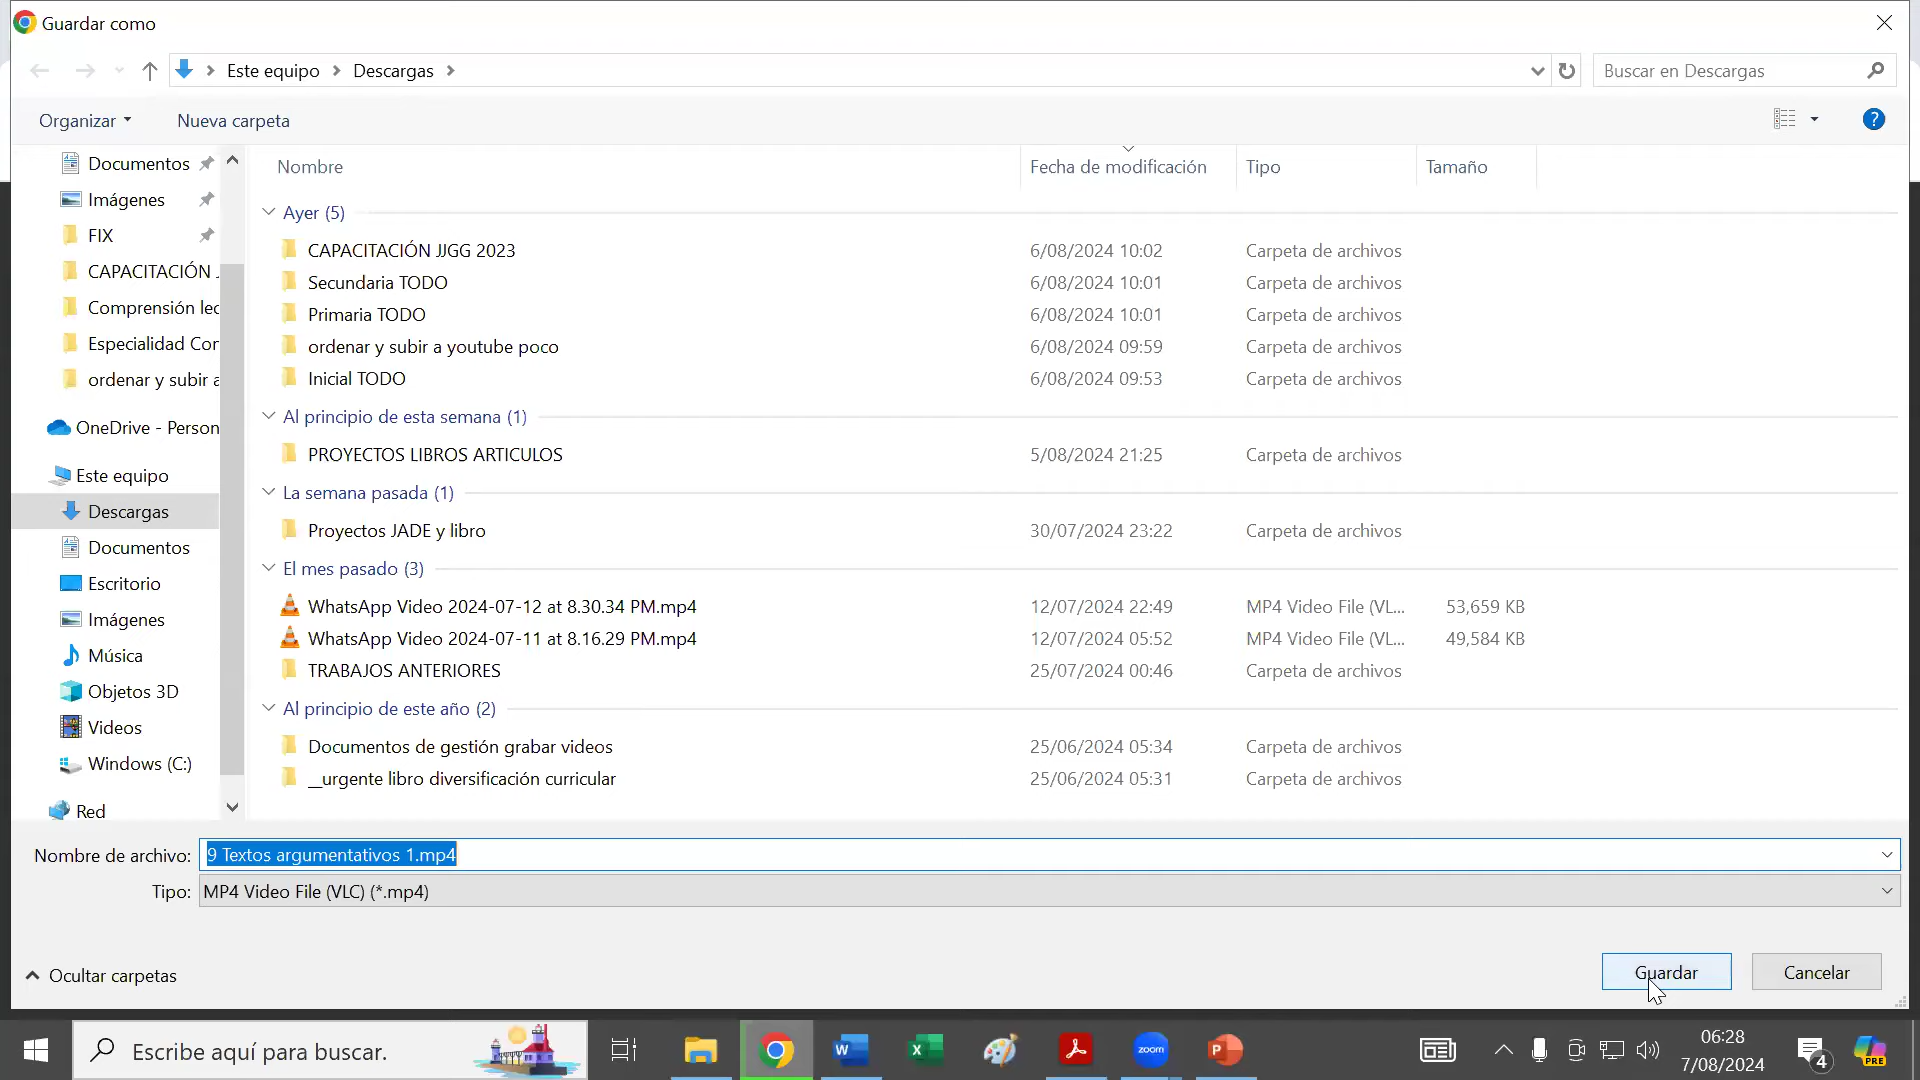 Guardar como
Este equipo
Descargas
Buscar en Descargas
Organizar
Nueva carpeta
?
Documentos
Imágenes
FIX
CAPACITACIÓN J
Comprensión lec
Especialidad Cor
ordenar y subir a
OneDrive - Person
Este equipo
Descargas
Documentos
Escritorio
Imágenes
Música
Objetos 3D
Videos
Windows (C:)
Red
Nombre Fecha de modificación Tipo Tamaño
Ayer (5)
CAPACITACIÓN JJGG 2023 6/08/2024 10:02 Carpeta de archivos
Secundaria TODO 6/08/2024 10:01 Carpeta de archivos
Primaria TODO 6/08/2024 10:01 Carpeta de archivos
ordenar y subir a youtube poco 6/08/2024 09:59 Carpeta de archivos
Inicial TODO 6/08/2024 09:53 Carpeta de archivos
Al principio de esta semana (1)
PROYECTOS LIBROS ARTICULOS 5/08/2024 21:25 Carpeta de archivos
La semana pasada (1)
Proyectos JADE y libro 30/07/2024 23:22 Carpeta de archivos
El mes pasado (3)
WhatsApp Video 2024-07-12 at 8.30.34 PM.mp4 12/07/2024 22:49 MP4 Video File (VL... 53,659 KB
WhatsApp Video 2024-07-11 at 8.16.29 PM.mp4 12/07/2024 05:52 MP4 Video File (VL... 49,584 KB
TRABAJOS ANTERIORES 25/07/2024 00:46 Carpeta de archivos
Al principio de este año (2)
Documentos de gestión grabar videos 25/06/2024 05:34 Carpeta de archivos
__urgente libro diversificación curricular 25/06/2024 05:31 Carpeta de archivos
Nombre de archivo: 9 Textos argumentativos 1.mp4
Tipo: MP4 Video File (VLC) (*.mp4)
Ocultar carpetas
Guardar
Cancelar
Escribe aquí para buscar.
W
X
zoom
P
06:28
7/08/2024
4
PRE